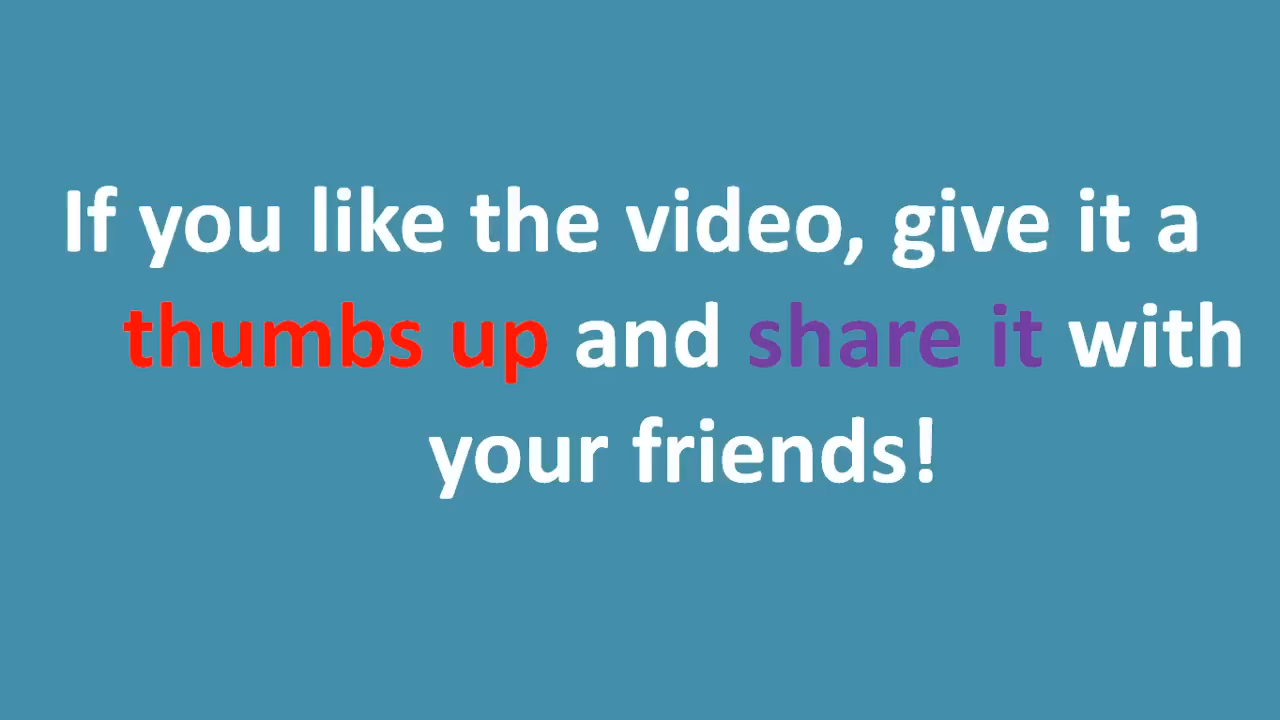 If you like the video, give it a
thumbs up and share it with
your friends!